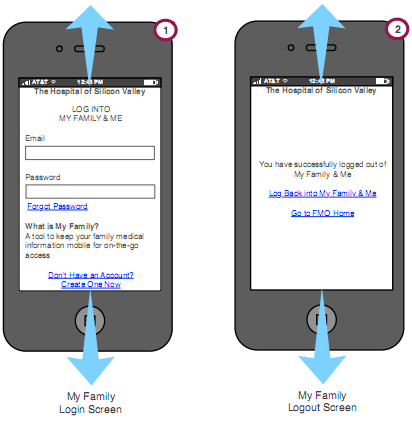 1
AT&T 12:45 PM
The Hospital of Silicon Valley
LOG INTO
MY FAMILY & ME
Email
Password
Forgot Password
What is My Family?
A tool to keep your family medical
information mobile for on-the-go
access
Don't Have an Account?
Create One Now
My Family
Login Screen
2
AT&T 12:45 PM
The Hospital of Silicon Valley
You have successfully logged out of
My Family & Me
Log Back into My Family & Me
Go to FMO Home
My Family
Logout Screen